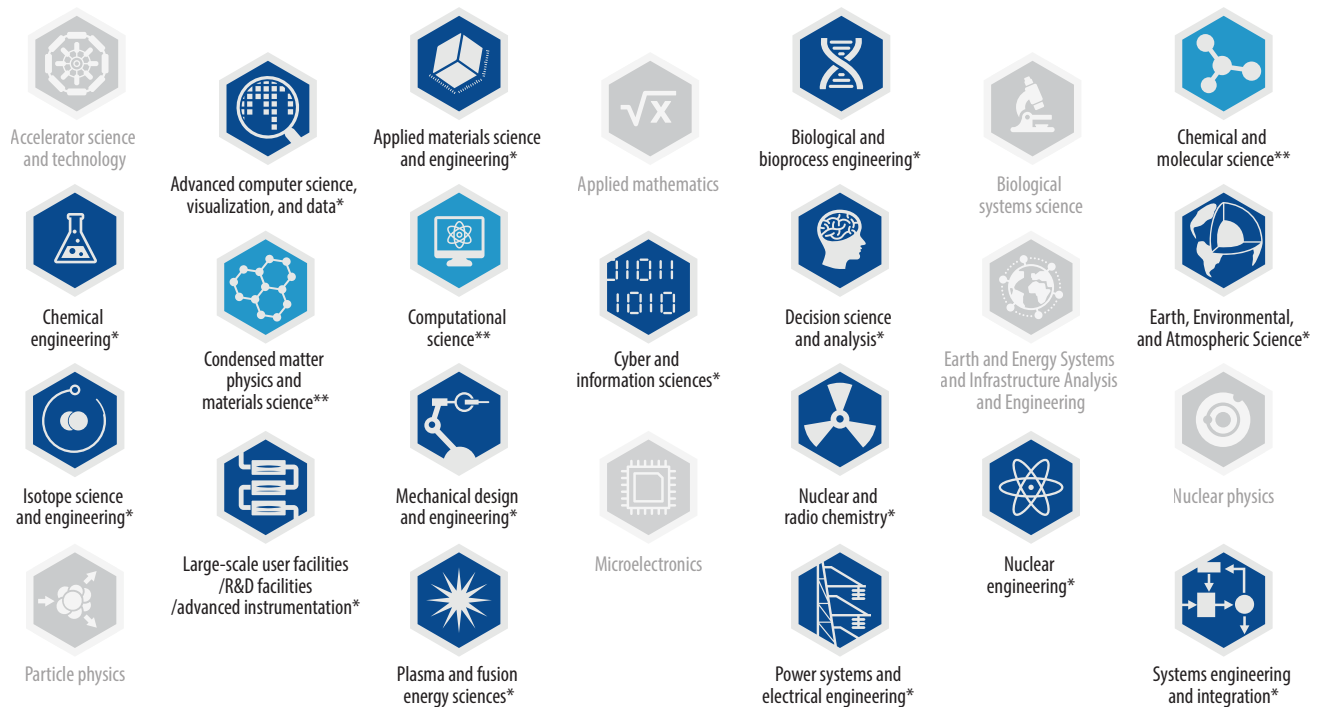 Accelerator science
and technology
Advanced computer science,
visualization, and data*
Applied materials science
and engineering*
√x
Applied mathematics
Biological and
bioprocess engineering*
Biological
systems science
Chemical and
molecular science**
Chemical
engineering*
Condensed matter
physics and
materials science**
Computational
science**
11011
1010
Cyber and
information sciences*
Decision science
and analysis*
Earth and Energy Systems
and Infrastructure Analysis
and Engineering
Earth, Environmental,
and Atmospheric Science*
Isotope science
and engineering*
Large-scale user facilities
/R&D facilities
/advanced instrumentation*
Mechanical design
and engineering*
Microelectronics
Nuclear and
radio chemistry*
Nuclear
engineering*
Nuclear physics
Particle physics
Plasma and fusion
energy sciences*
Power systems and
electrical engineering*
Systems engineering
and integration*